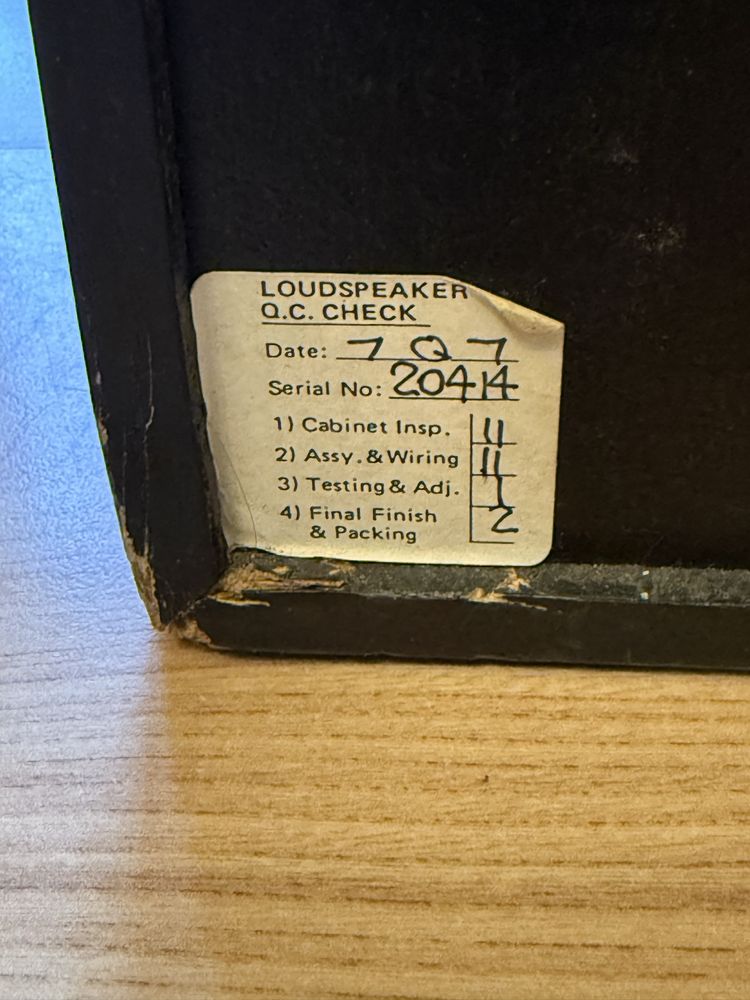 LOUDSPEAKER
Q.C. CHECK
Date: 7 Q 7
Serial No: 20414
1) Cabinet Insp. 11
2) Assy. & Wiring 11
3) Testing & Adj. 1
4) Final Finish 2
& Packing